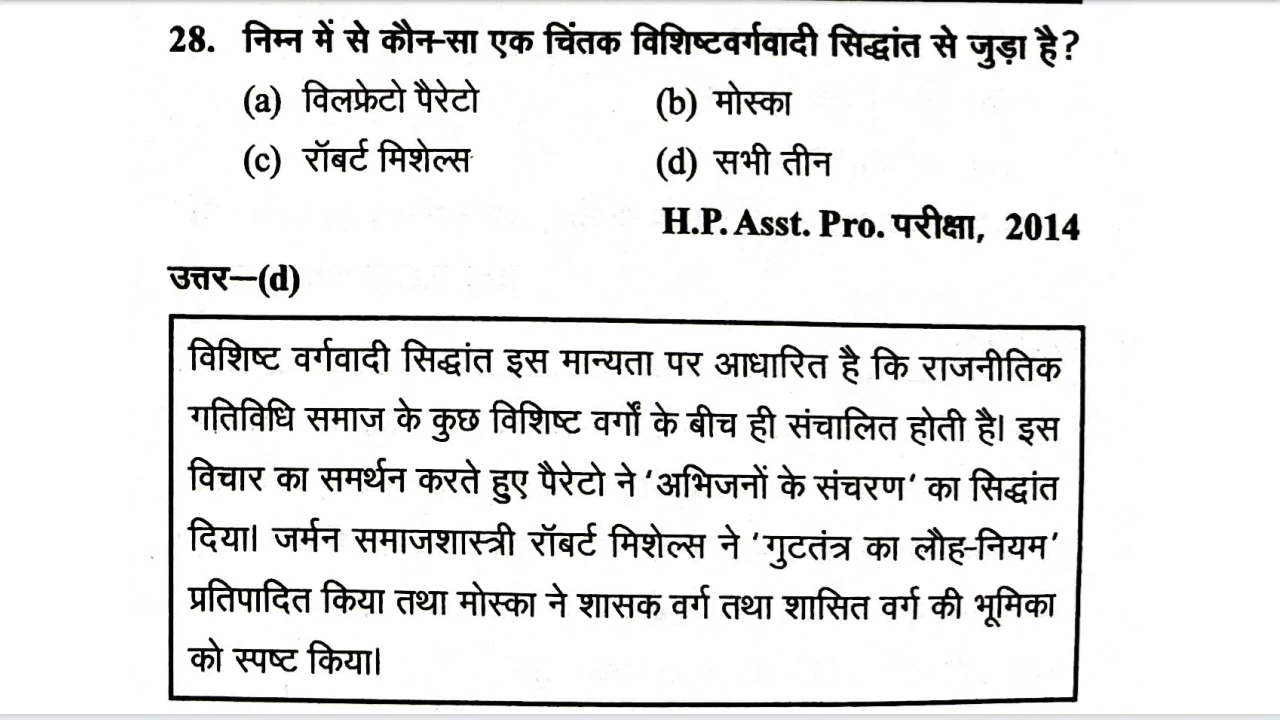 28. निम्न में से कौन-सा एक चिंतक विशिष्टवर्गवादी सिद्धांत से जुड़ा है?
(a) विलफ्रेटो पैरेटो (b) मोस्का
(c) रॉबर्ट मिशेल्स (d) सभी तीन
H.P. Asst. Pro. परीक्षा, 2014
उत्तर—(d)
विशिष्ट वर्गवादी सिद्धांत इस मान्यता पर आधारित है कि राजनीतिक
गतिविधि समाज के कुछ विशिष्ट वर्गों के बीच ही संचालित होती है। इस
विचार का समर्थन करते हुए पैरेटो ने ‘अभिजनों के संचरण’ का सिद्धांत
दिया। जर्मन समाजशास्त्री रॉबर्ट मिशेल्स ने ‘गुटतंत्र का लौह-नियम’
प्रतिपादित किया तथा मोस्का ने शासक वर्ग तथा शासित वर्ग की भूमिका
को स्पष्ट किया।